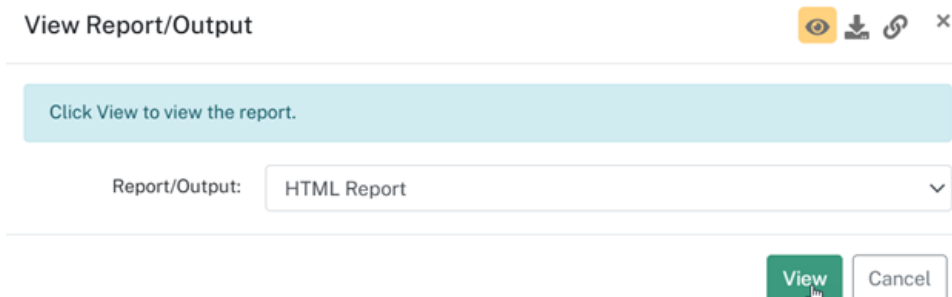 View Report/Output
Click View to view the report.
Report/Output: HTML Report
View Cancel